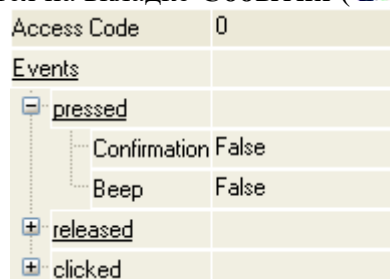 Access Code 0
Events
pressed
Confirmation False
Beep False
released
clicked